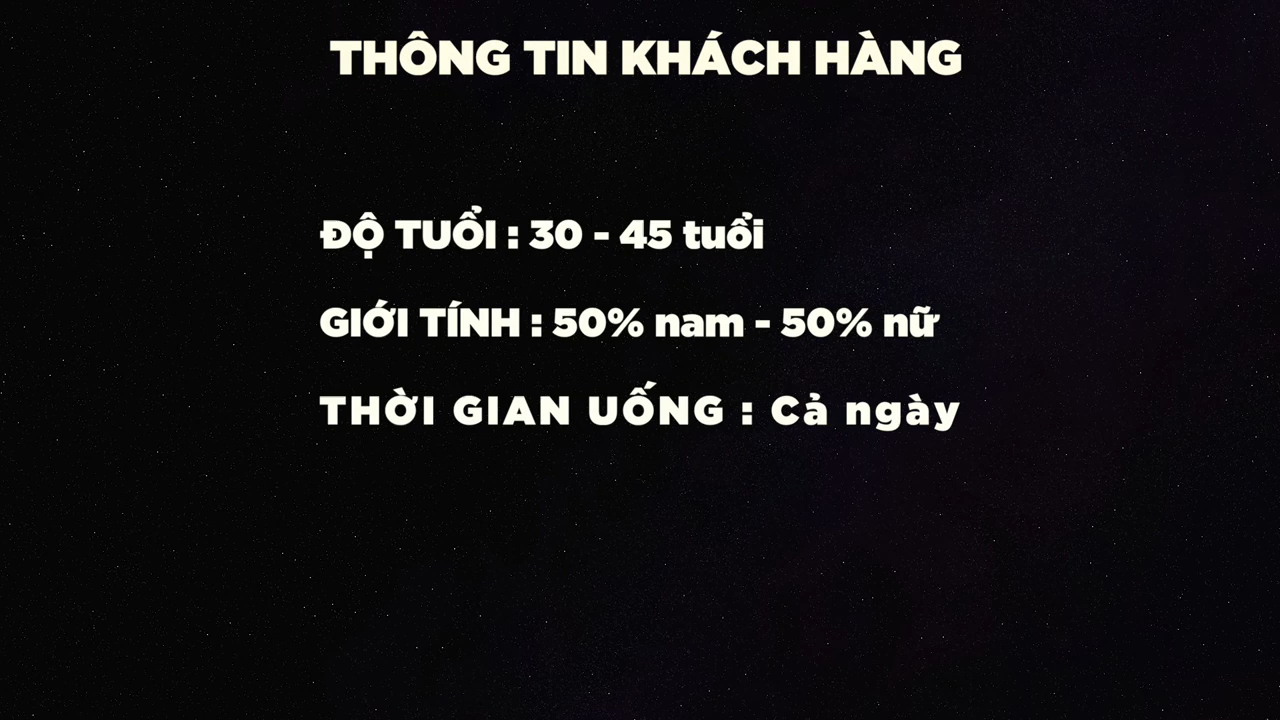 THÔNG TIN KHÁCH HÀNG
ĐỘ TUỔI : 30 - 45 tuổi
GIỚI TÍNH : 50% nam - 50% nữ
THỜI GIAN UỐNG : Cả ngày